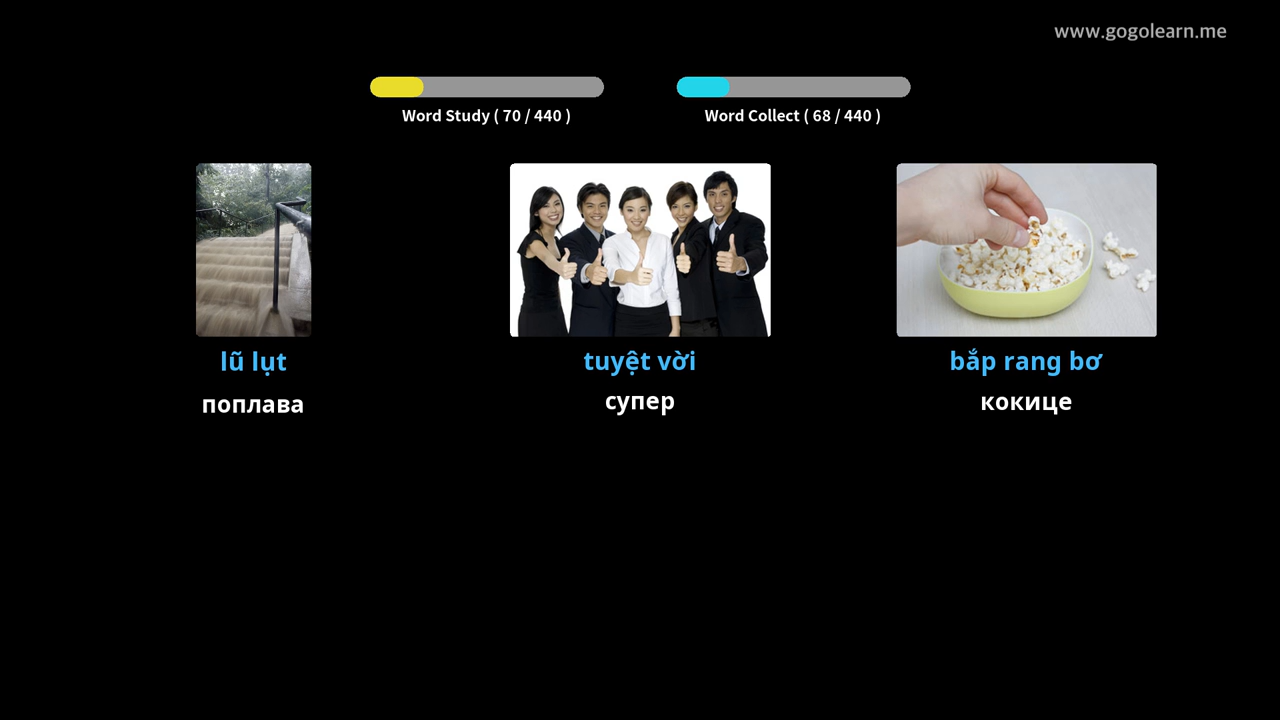 www.gogolearn.me
Word Study ( 70 / 440 )
Word Collect ( 68 / 440 )
lũ lụt
tuyệt vời
bắp rang bơ
поплава
супер
кокице